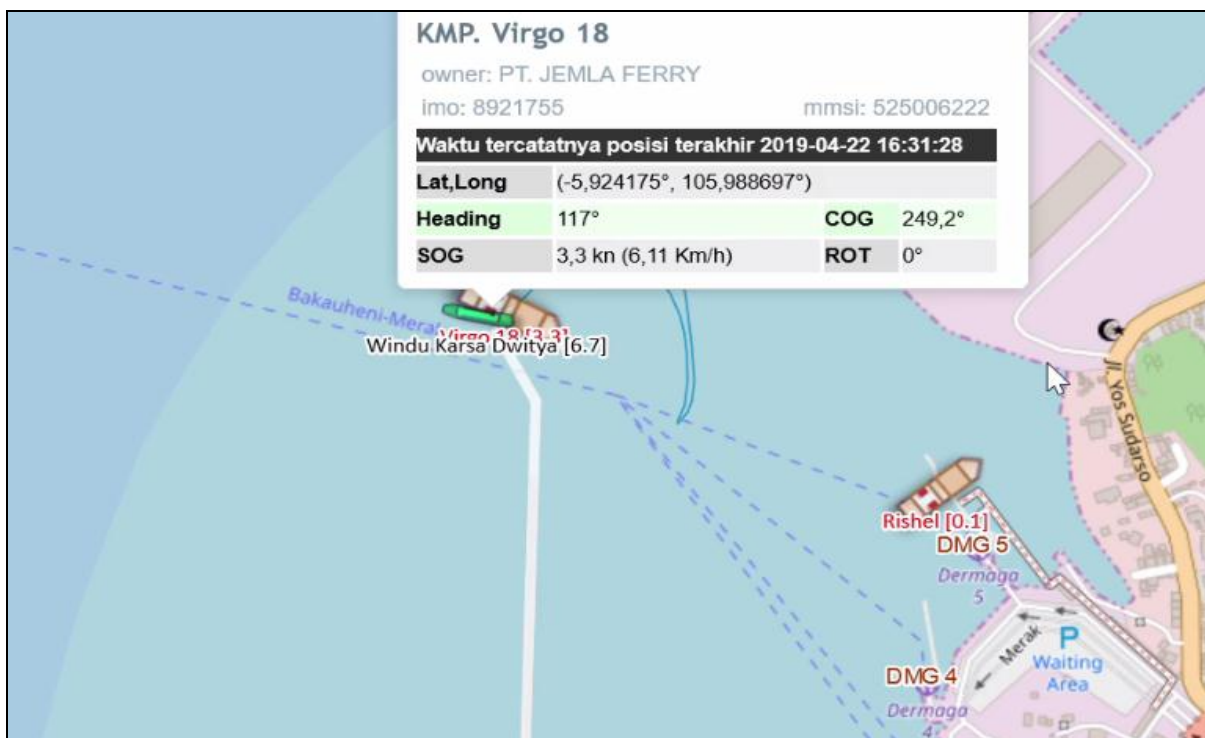 KMP. Virgo 18
owner: PT. JEMLA FERRY
imo: 8921755 mmsi: 525006222
Waktu tercatatnya posisi terakhir 2019-04-22 16:31:28
Lat,Long (-5,924175°, 105,988697°)
Heading 117° COG 249,2°
SOG 3,3 kn (6,11 Km/h) ROT 0°
Bakauheni-Merak
Virgo 18 [3.3]
Windu Karsa Dwitya [6.7]
Jl. Yos Sudarso
Rishel [0.1]
DMG 5
Dermaga
5
Merak
P
Waiting
Area
DMG 4
Dermaga
4